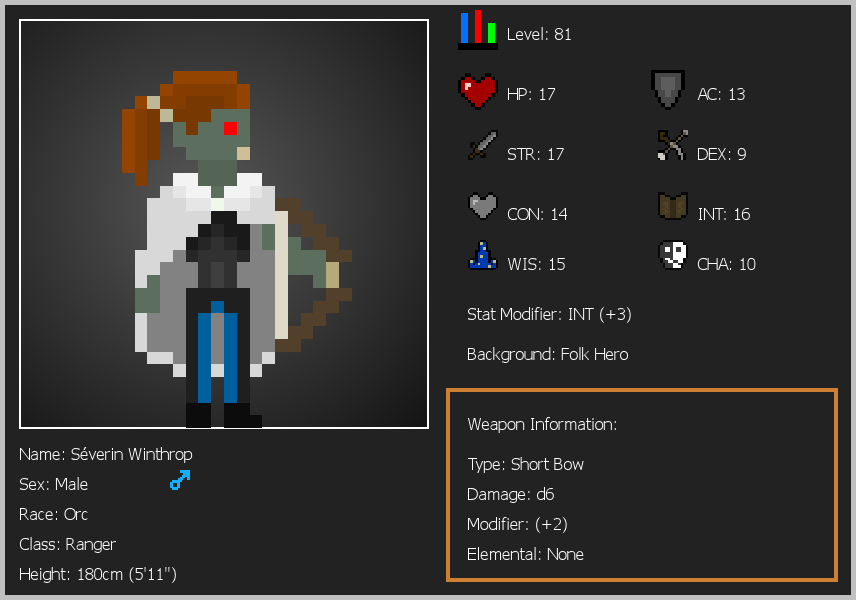 Level: 81
HP: 17
AC: 13
STR: 17
DEX: 9
CON: 14
INT: 16
WIS: 15
CHA: 10
Stat Modifier: INT (+3)
Background: Folk Hero
Weapon Information:
Type: Short Bow
Damage: d6
Modifier: (+2)
Elemental: None
Name: Séverin Winthrop
Sex: Male
Race: Orc
Class: Ranger
Height: 180cm (5'11")